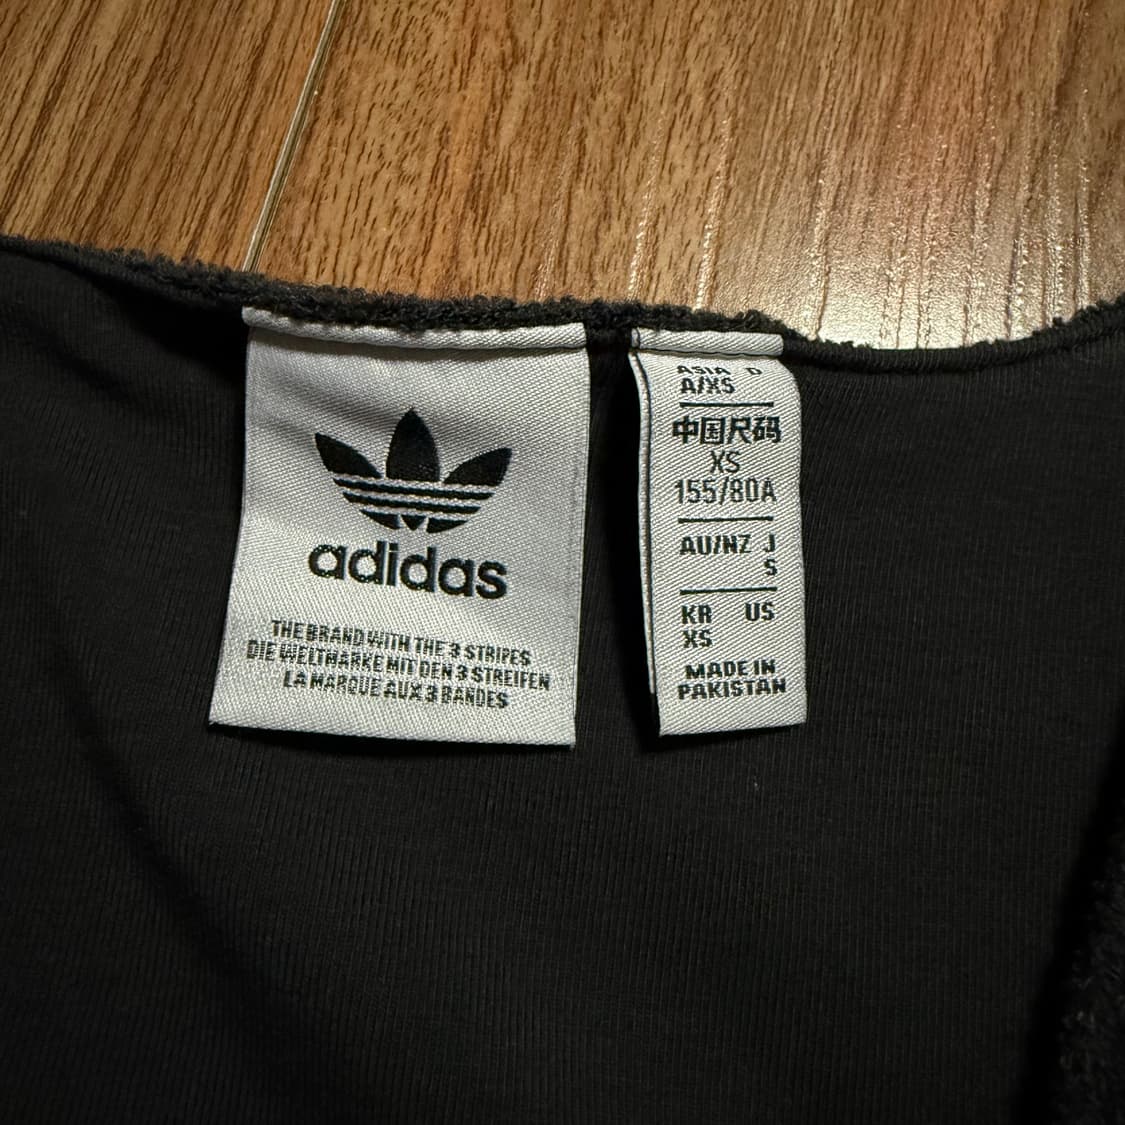 adidas
THE BRAND WITH THE 3 STRIPES
DIE WELTMARKE MIT DEN 3 STREIFEN
LA MARQUE AUX 3 BANDES
ASIA D
A/XS
中国尺码
XS
155/80A
AU/NZ J
S
KR US
XS
MADE IN
PAKISTAN